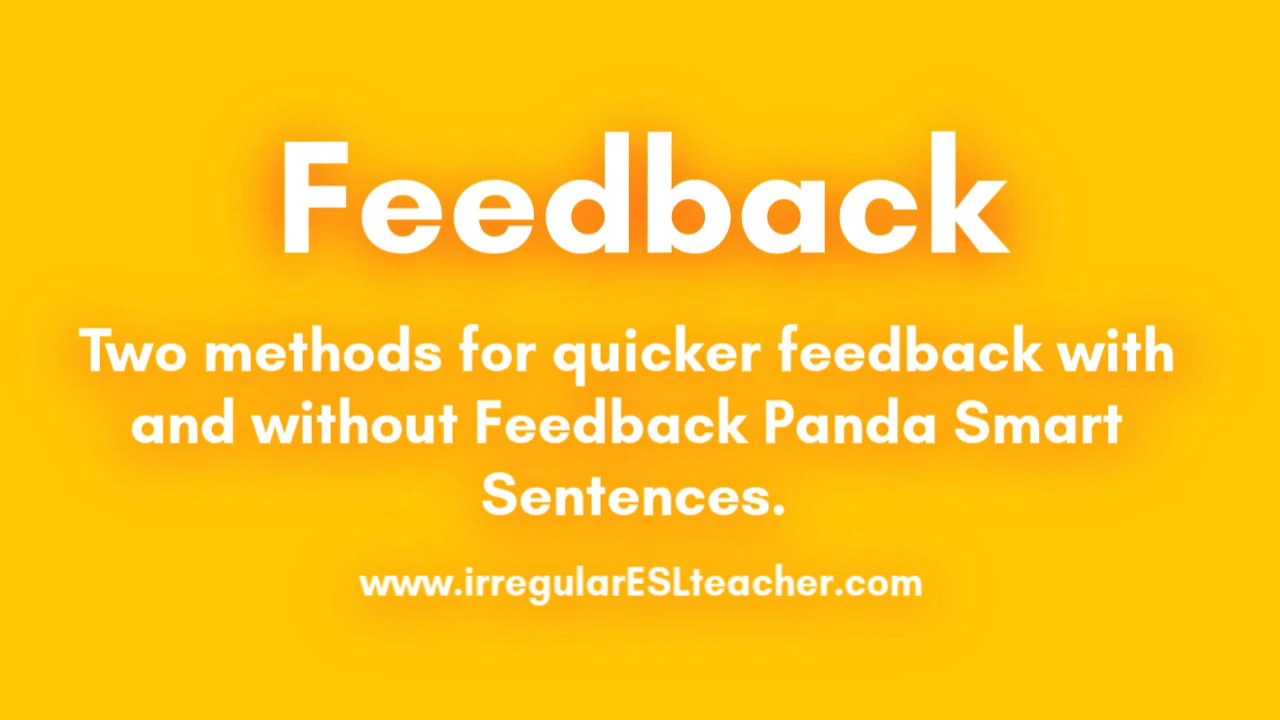 Feedback
Two methods for quicker feedback with
and without Feedback Panda Smart
Sentences.
www.irregularESLteacher.com